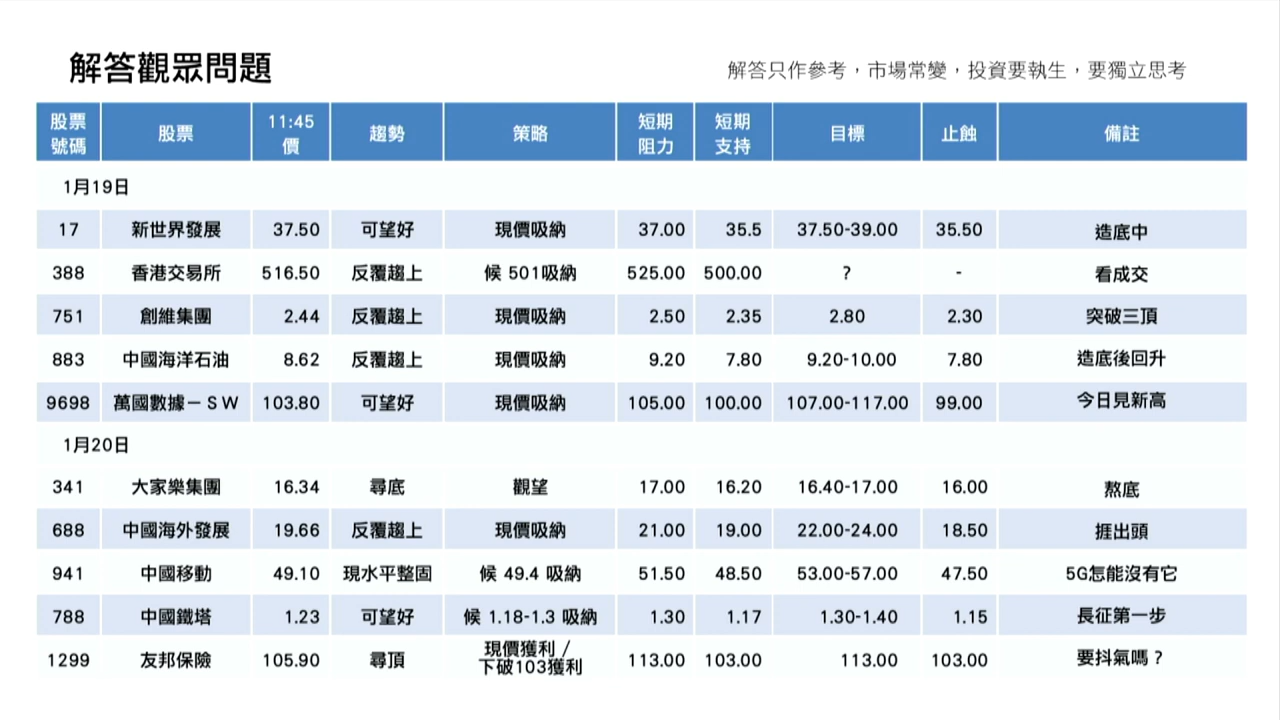 解答觀眾問題
解答只作參考，市場常變，投資要執生，要獨立思考
股票號碼 股票 11:45價 趨勢 策略 短期阻力 短期支持 目標 止蝕 備註
1月19日
17 新世界發展 37.50 可望好 現價吸納 37.00 35.5 37.50-39.00 35.50 造底中
388 香港交易所 516.50 反覆趨上 候 501吸納 525.00 500.00 ? - 看成交
751 創維集團 2.44 反覆趨上 現價吸納 2.50 2.35 2.80 2.30 突破三頂
883 中國海洋石油 8.62 反覆趨上 現價吸納 9.20 7.80 9.20-10.00 7.80 造底後回升
9698 萬國數據－ＳＷ 103.80 可望好 現價吸納 105.00 100.00 107.00-117.00 99.00 今日見新高
1月20日
341 大家樂集團 16.34 尋底 觀望 17.00 16.20 16.40-17.00 16.00 熬底
688 中國海外發展 19.66 反覆趨上 現價吸納 21.00 19.00 22.00-24.00 18.50 捱出頭
941 中國移動 49.10 現水平整固 候 49.4 吸納 51.50 48.50 53.00-57.00 47.50 5G怎能沒有它
788 中國鐵塔 1.23 可望好 候 1.18-1.3 吸納 1.30 1.17 1.30-1.40 1.15 長征第一步
1299 友邦保險 105.90 尋頂 現價獲利 / 下破103獲利 113.00 103.00 113.00 103.00 要抖氣嗎？